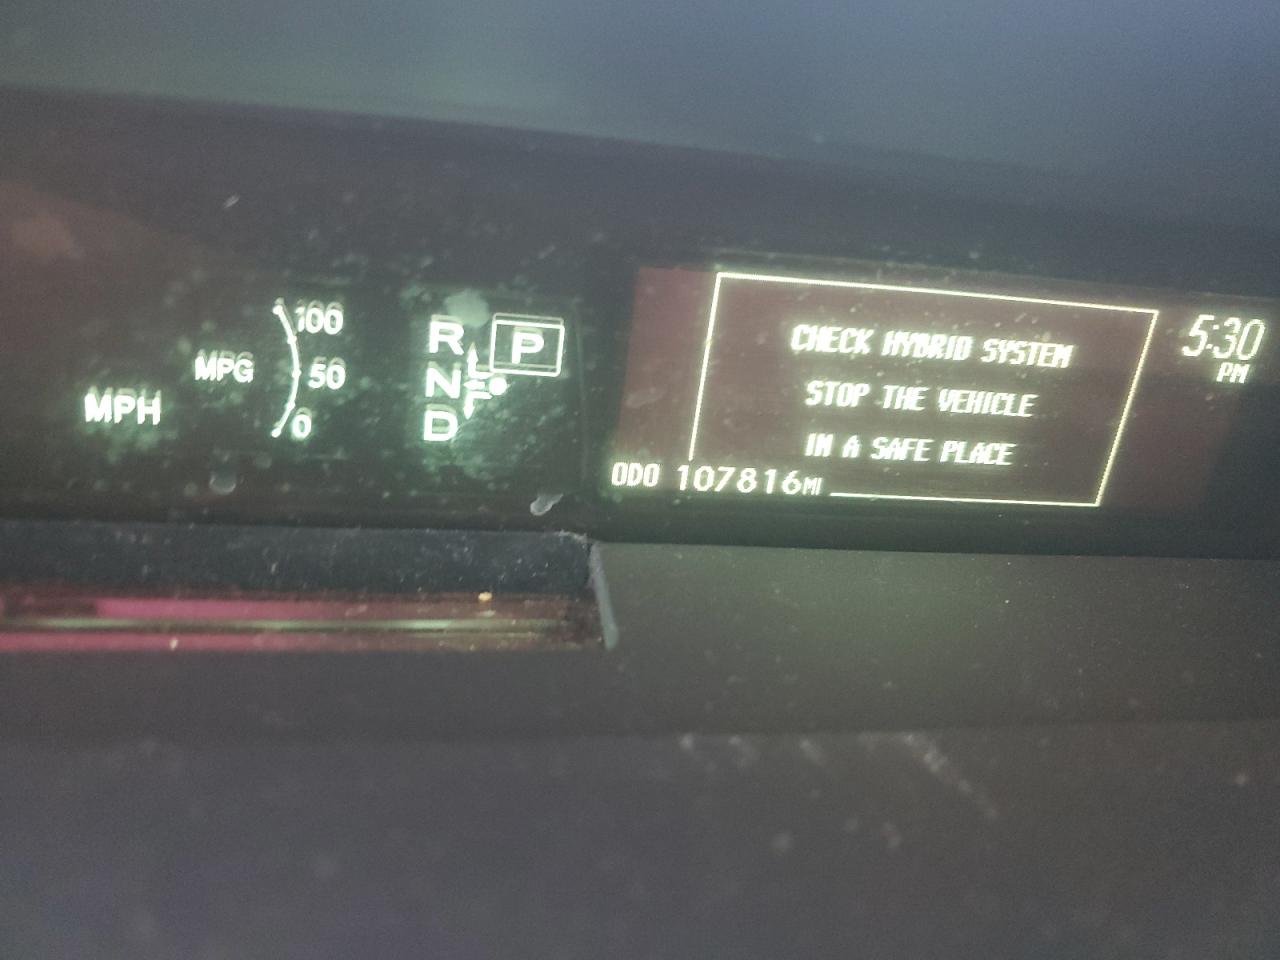 MPH
MPG
100
50
0
R
N
D
P
CHECK HYBRID SYSTEM
STOP THE VEHICLE
IN A SAFE PLACE
ODO 107816MI
5:30
PM